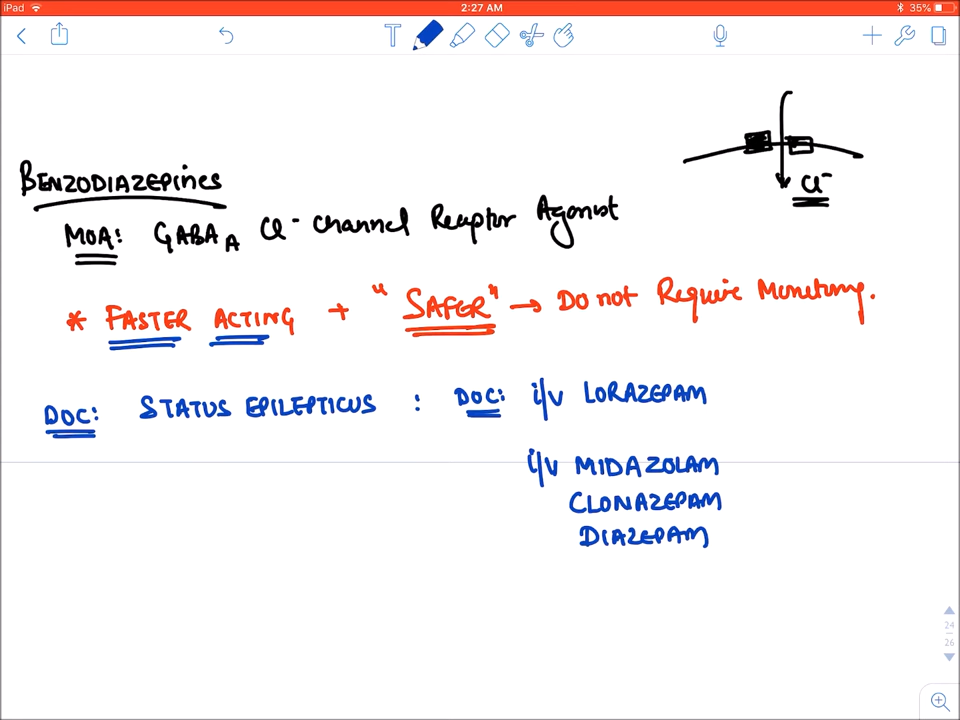 iPad 2:27 AM 35%
T
Cl⁻
BENZODIAZEPINES
MOA: GABA A Cl⁻ channel Receptor Agonist
* FASTER ACTING + "SAFER" → Do not Require Monitoring.
DOC: STATUS EPILEPTICUS : DOC: i/v LORAZEPAM
i/v MIDAZOLAM
CLONAZEPAM
DIAZEPAM
24
26